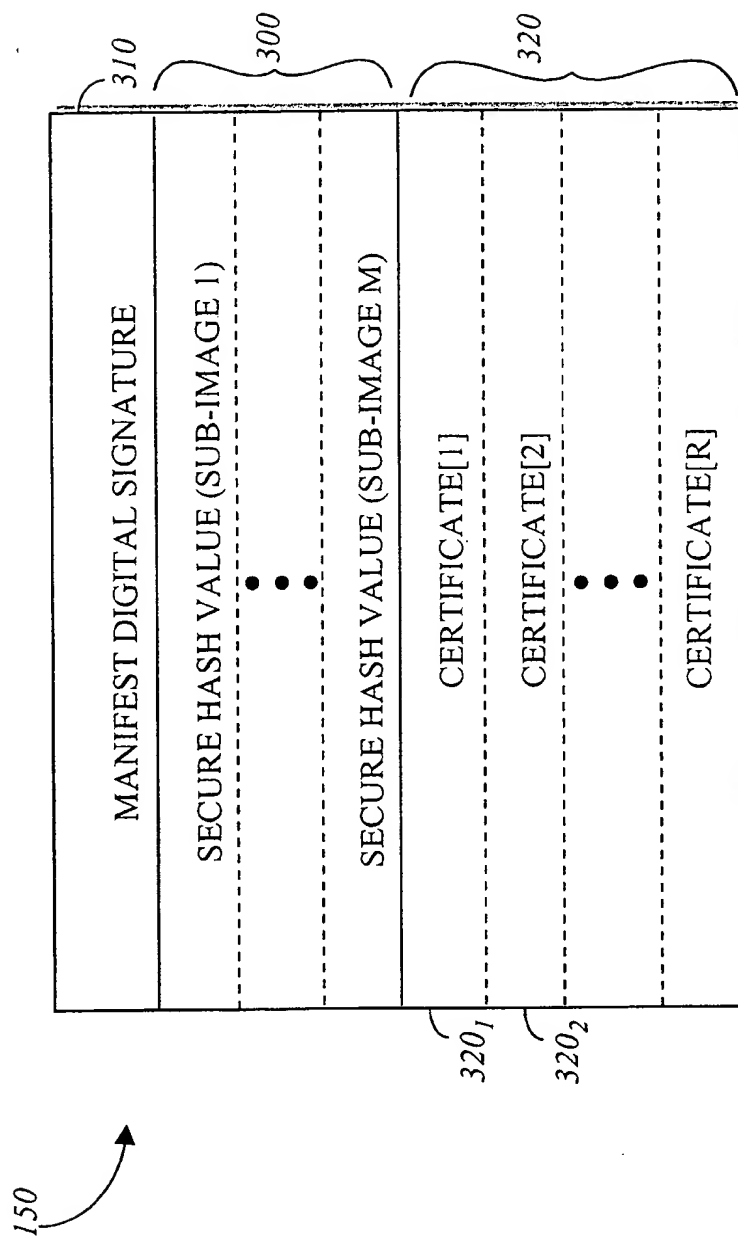 150
310
MANIFEST DIGITAL SIGNATURE
SECURE HASH VALUE (SUB-IMAGE 1)
300
SECURE HASH VALUE (SUB-IMAGE M)
CERTIFICATE[1]
320₁
320
CERTIFICATE[2]
320₂
CERTIFICATE[R]